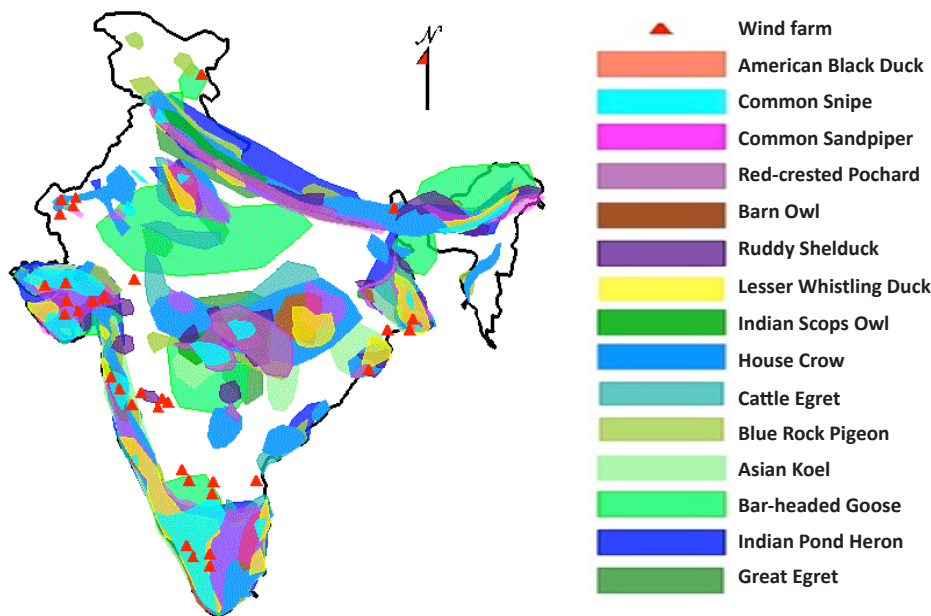 N
Wind farm
American Black Duck
Common Snipe
Common Sandpiper
Red-crested Pochard
Barn Owl
Ruddy Shelduck
Lesser Whistling Duck
Indian Scops Owl
House Crow
Cattle Egret
Blue Rock Pigeon
Asian Koel
Bar-headed Goose
Indian Pond Heron
Great Egret